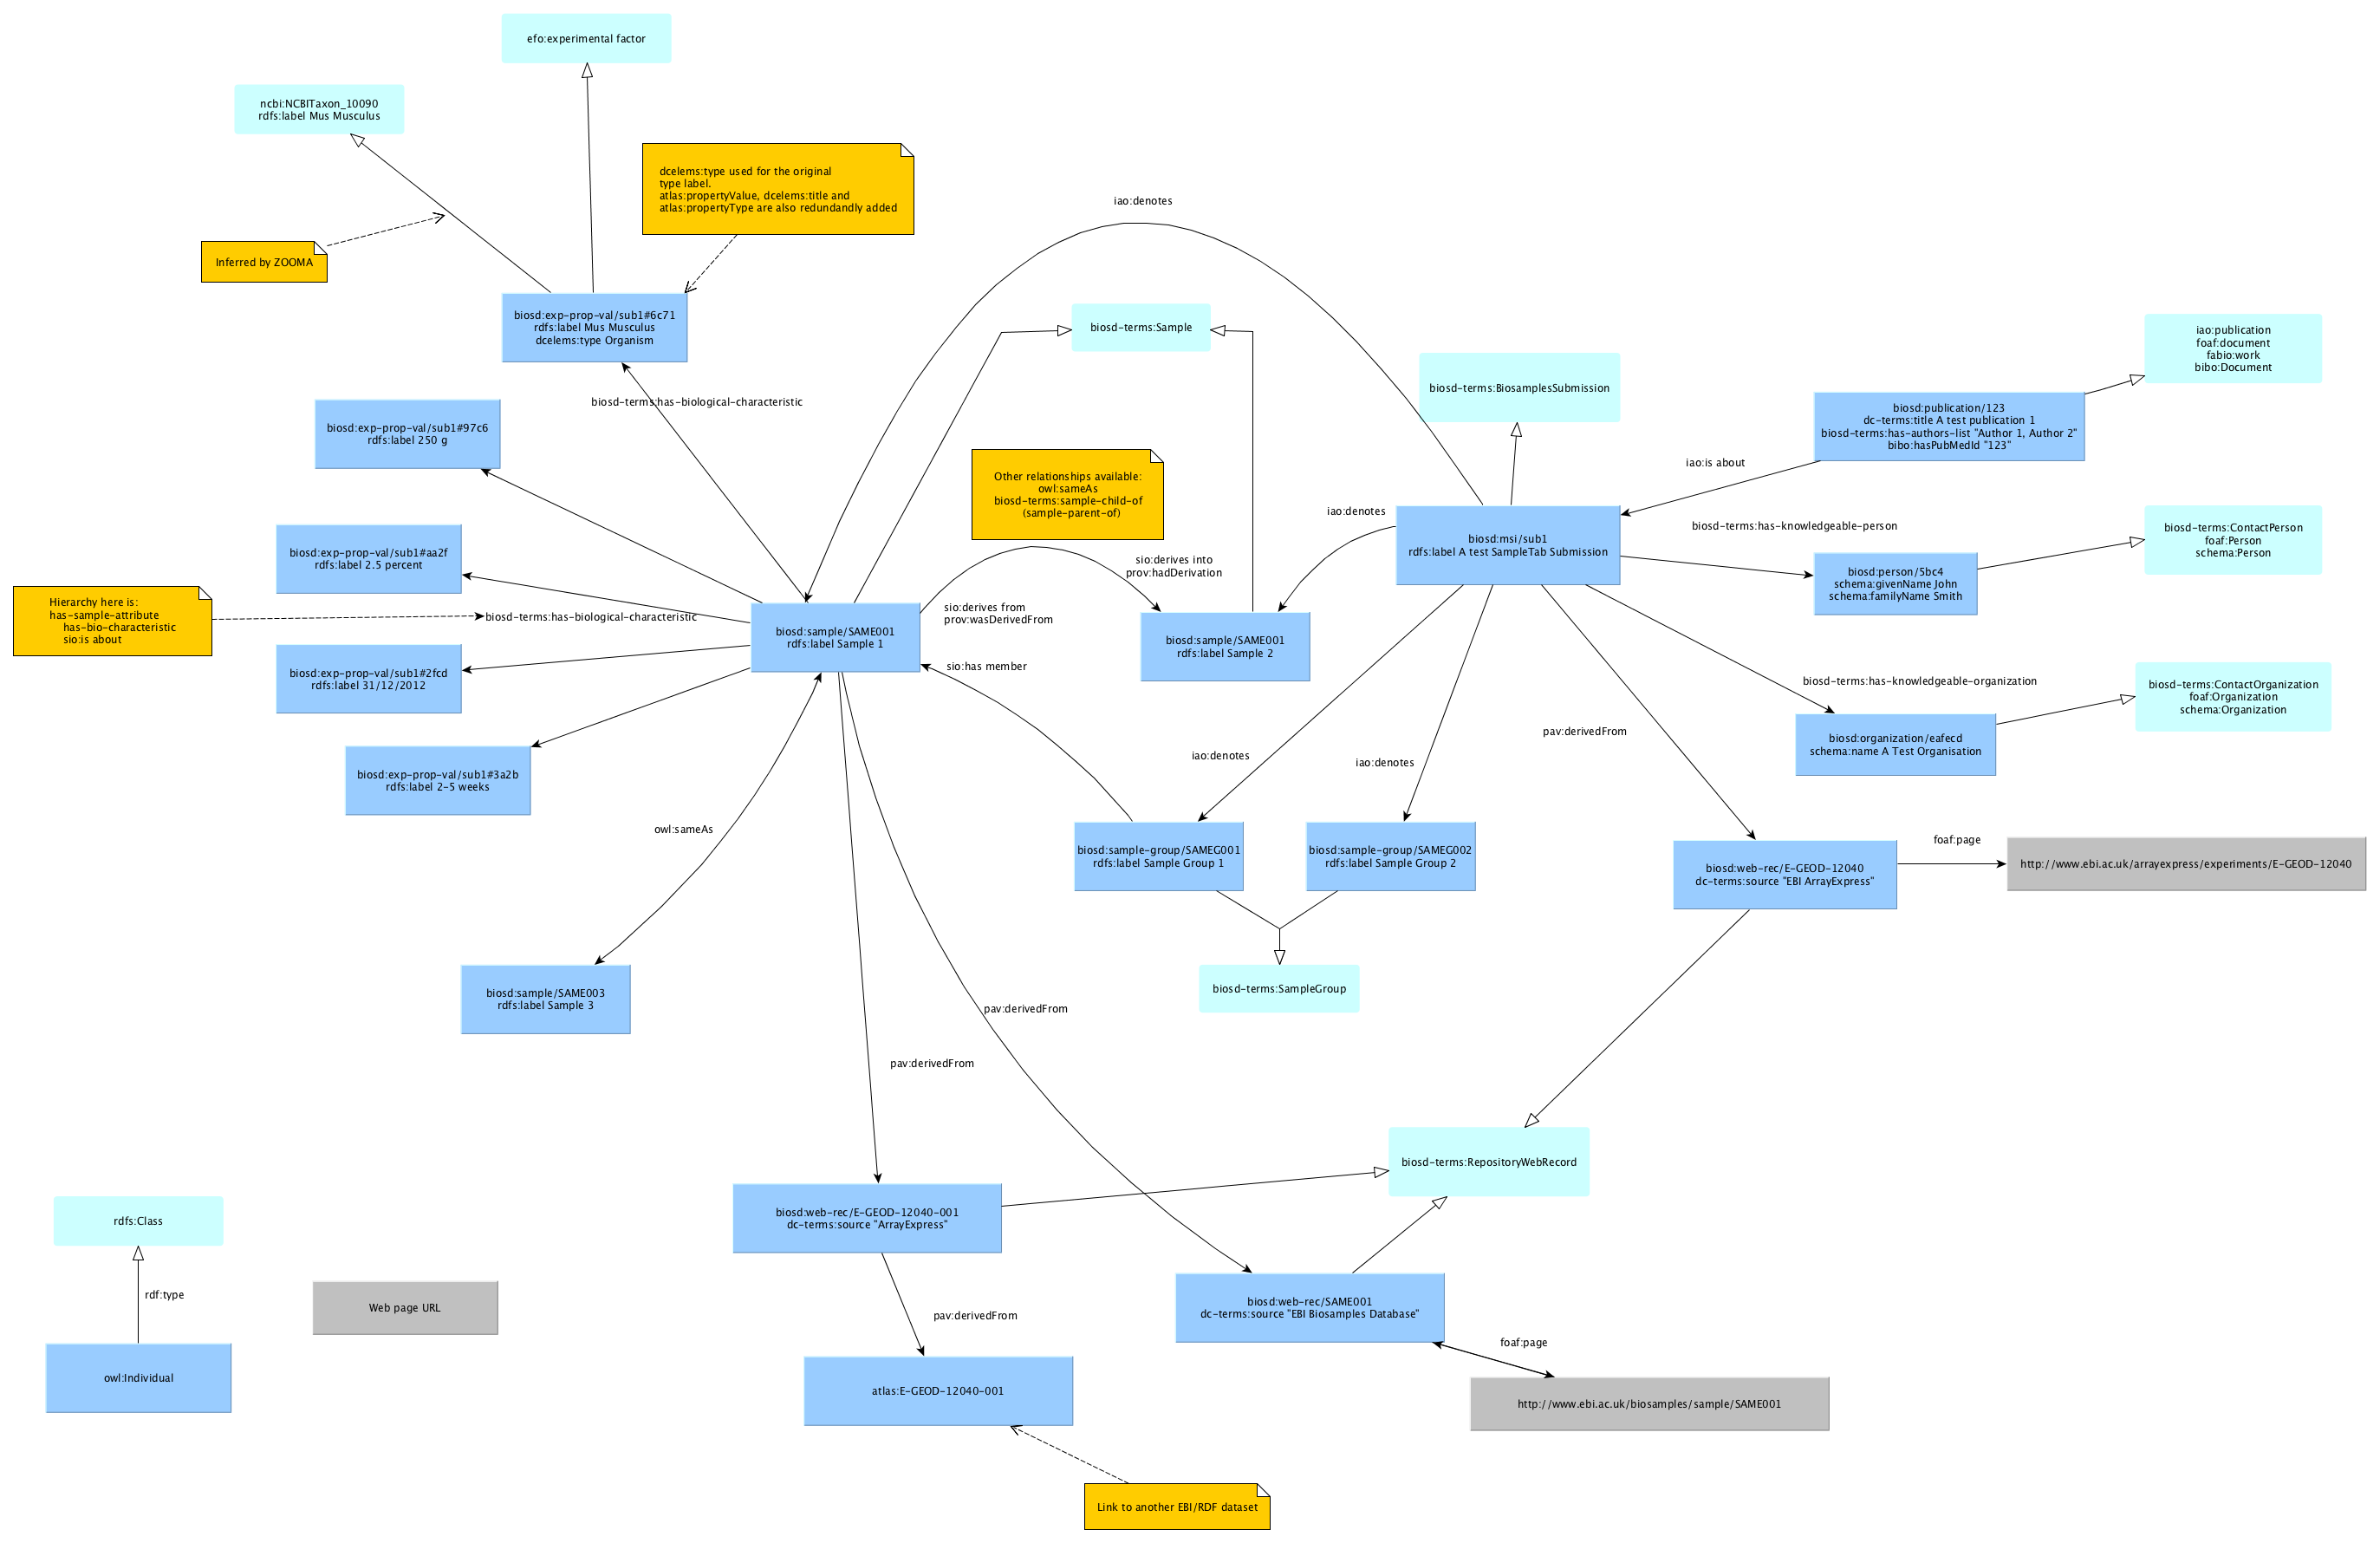 efo:experimental factor
ncbi:NCBITaxon_10090
rdfs:label Mus Musculus
dcelems:type used for the original
type label.
atlas:propertyValue, dcelems:title and
atlas:propertyType are also redundantly added
iao:denotes
Inferred by ZOOMA
biosd:exp-prop-val/sub1#6c71
rdfs:label Mus Musculus
dcelems:type Organism
biosd-terms:Sample
iao:publication
foaf:document
fabio:work
bibo:Document
biosd-terms:BiosamplesSubmission
biosd-terms:has-biological-characteristic
biosd:publication/123
dc-terms:title A test publication 1
biosd-terms:has-authors-list "Author 1, Author 2"
bibo:hasPubMedId "123"
biosd:exp-prop-val/sub1#97c6
rdfs:label 250 g
iao:is about
Other relationships available:
owl:sameAs
biosd-terms:sample-child-of
(sample-parent-of)
iao:denotes
biosd-terms:has-knowledgeable-person
biosd-terms:ContactPerson
foaf:Person
schema:Person
biosd:msi/sub1
rdfs:label A test SampleTab Submission
biosd:exp-prop-val/sub1#aa2f
rdfs:label 2.5 percent
sio:derives into
prov:hadDerivation
biosd:person/5bc4
schema:givenName John
schema:familyName Smith
Hierarchy here is:
has-sample-attribute
has-bio-characteristic
sio:is about
biosd-terms:has-biological-characteristic
sio:derives from
prov:wasDerivedFrom
biosd:sample/SAME001
rdfs:label Sample 1
biosd:sample/SAME001
rdfs:label Sample 2
sio:has member
biosd:exp-prop-val/sub1#2fcd
rdfs:label 31/12/2012
biosd-terms:has-knowledgeable-organization
biosd-terms:ContactOrganization
foaf:Organization
schema:Organization
pav:derivedFrom
biosd:organization/eafecd
schema:name A Test Organisation
iao:denotes
iao:denotes
biosd:exp-prop-val/sub1#3a2b
rdfs:label 2-5 weeks
owl:sameAs
biosd:sample-group/SAMEG001
rdfs:label Sample Group 1
biosd:sample-group/SAMEG002
rdfs:label Sample Group 2
foaf:page
biosd:web-rec/E-GEOD-12040
dc-terms:source "EBI ArrayExpress"
http://www.ebi.ac.uk/arrayexpress/experiments/E-GEOD-12040
biosd:sample/SAME003
rdfs:label Sample 3
biosd-terms:SampleGroup
pav:derivedFrom
pav:derivedFrom
biosd-terms:RepositoryWebRecord
rdfs:Class
biosd:web-rec/E-GEOD-12040-001
dc-terms:source "ArrayExpress"
rdf:type
Web page URL
biosd:web-rec/SAME001
dc-terms:source "EBI Biosamples Database"
pav:derivedFrom
foaf:page
owl:Individual
atlas:E-GEOD-12040-001
http://www.ebi.ac.uk/biosamples/sample/SAME001
Link to another EBI/RDF dataset